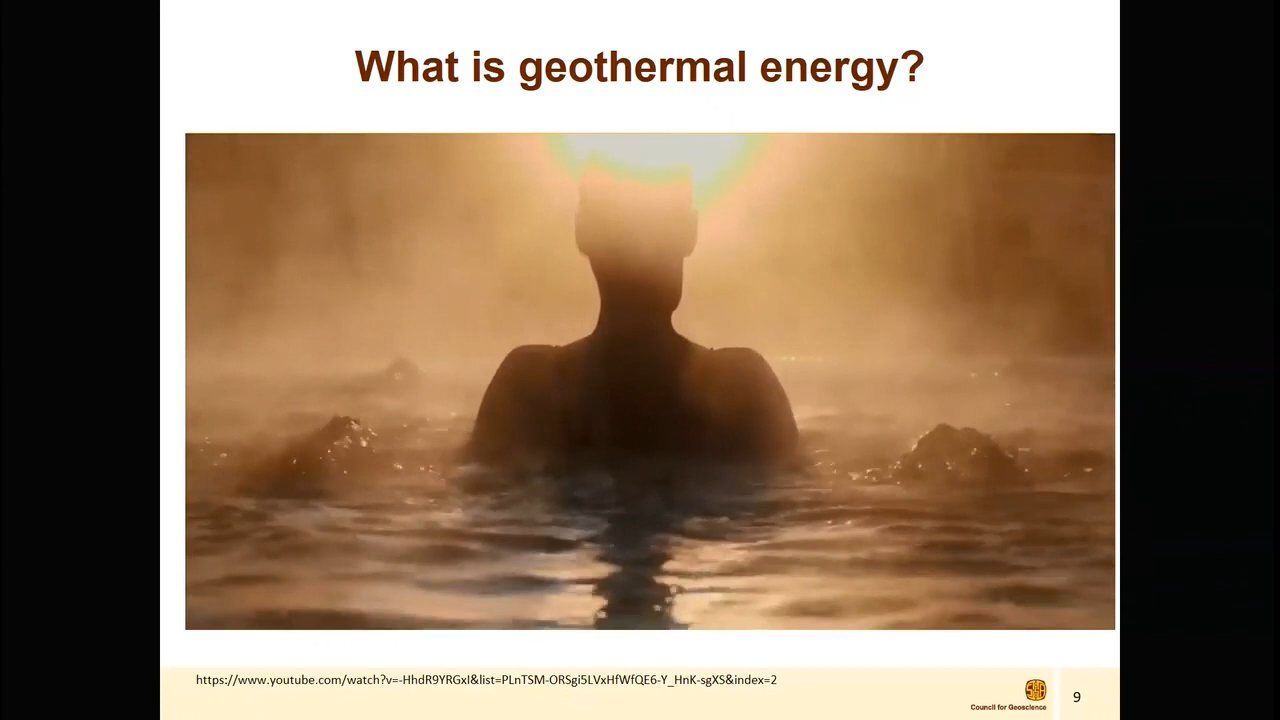 What is geothermal energy?
https://www.youtube.com/watch?v=-HhdR9YRGxI&list=PLnTSM-ORSgi5LVxHfWfQE6-Y_HnK-sgXS&index=2
Council for Geoscience
9